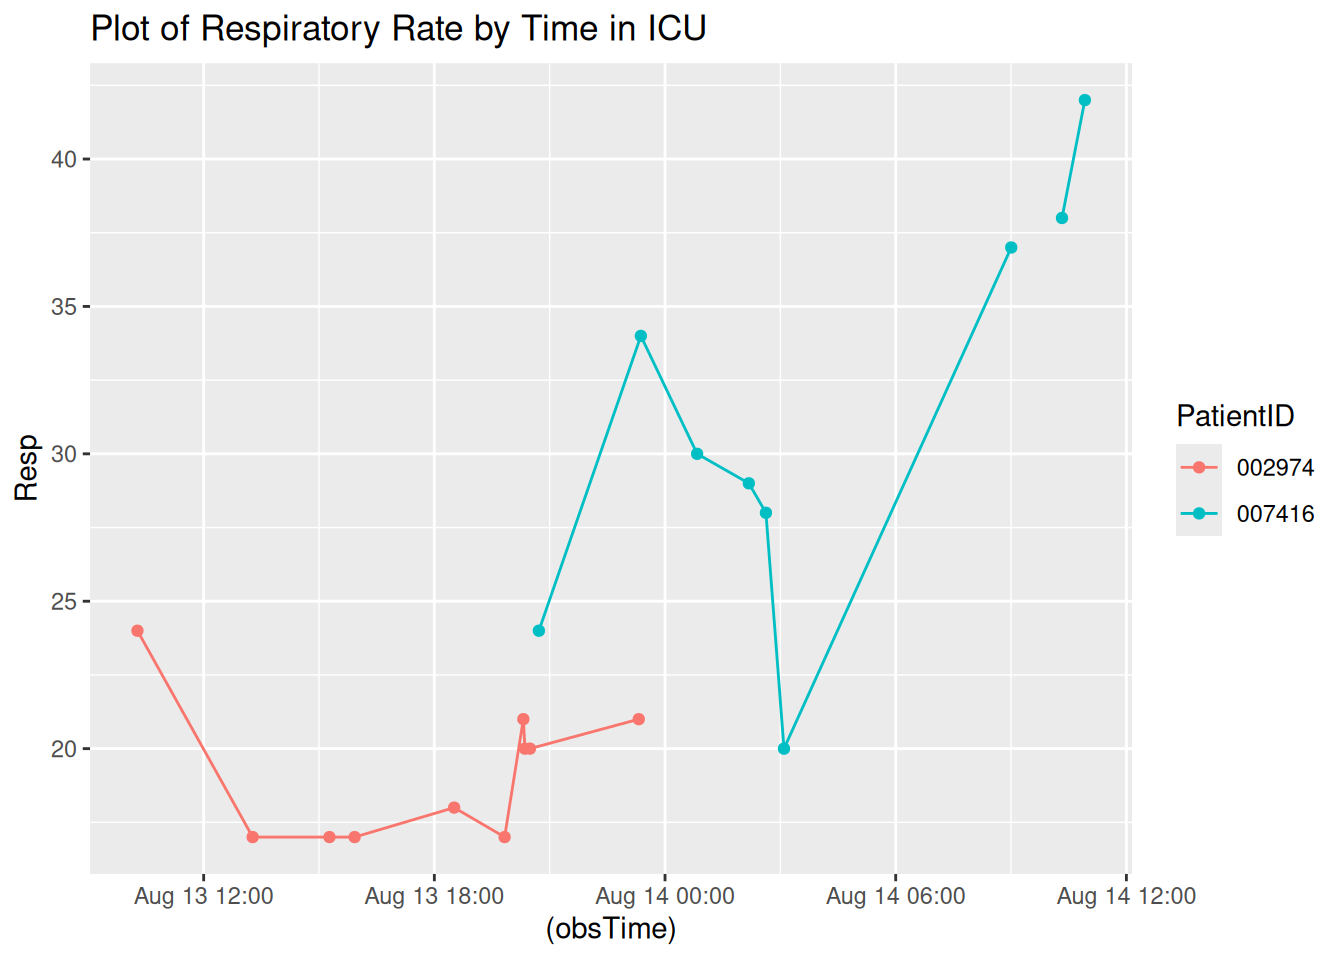 Plot of Respiratory Rate by Time in ICU
40
35
30
25
20
Resp
Aug 13 12:00
Aug 13 18:00
Aug 14 00:00
Aug 14 06:00
Aug 14 12:00
(obsTime)
PatientID
002974
007416